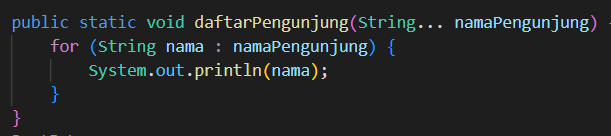 public static void daftarPengunjung(String... namaPengunjung) {
    for (String nama : namaPengunjung) {
        System.out.println(nama);
    }
}